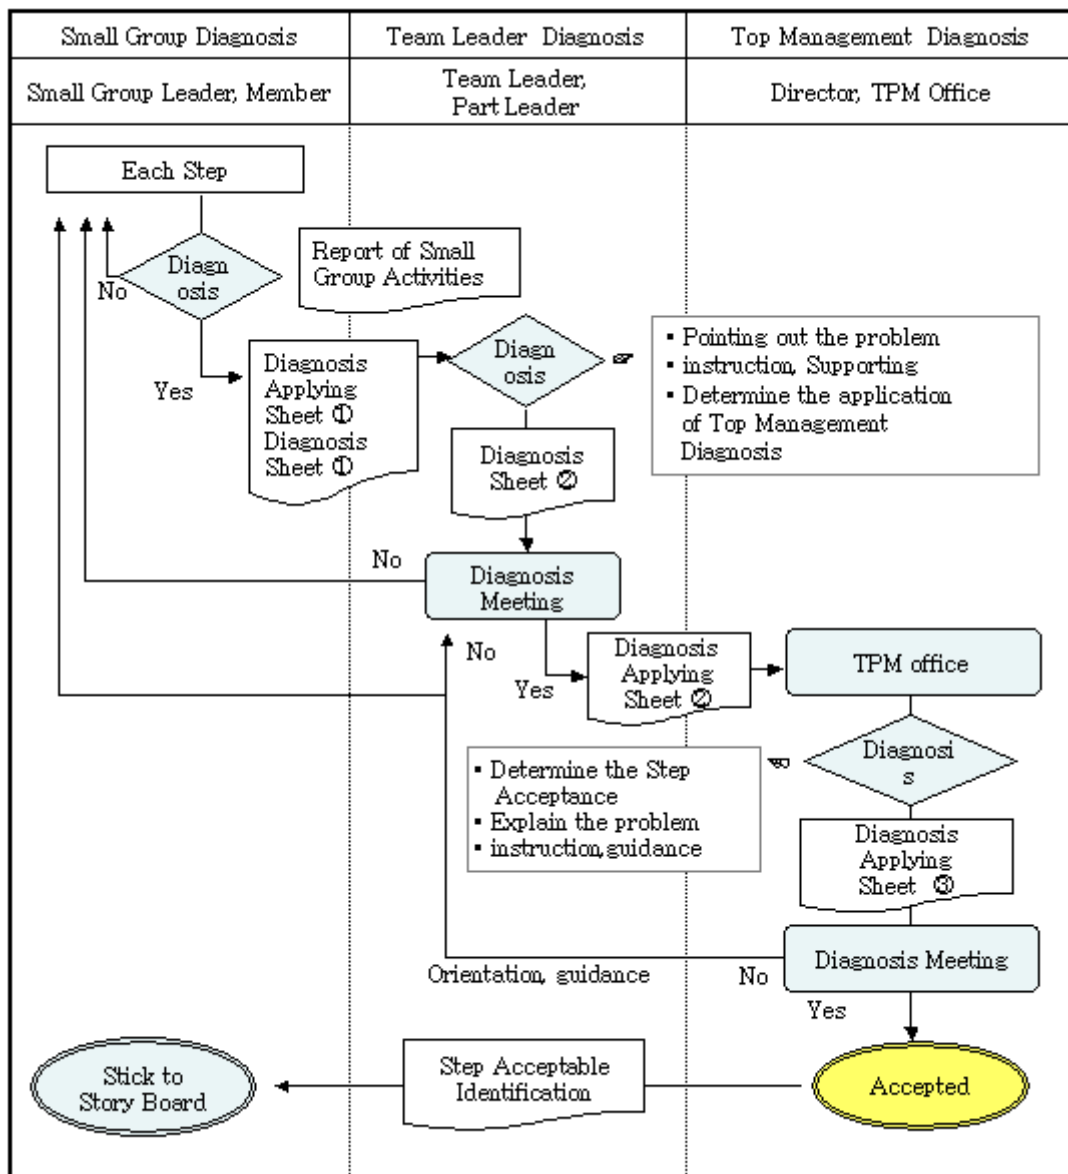 Small Group Diagnosis
Team Leader Diagnosis
Top Management Diagnosis
Small Group Leader, Member
Team Leader,
Part Leader
Director, TPM Office
Each Step
Diagn
osis
No
Report of Small
Group Activities
Yes
Diagnosis
Applying
Sheet ①
Diagnosis
Sheet ①
Diagn
osis
▪ Pointing out the problem
▪ instruction, Supporting
▪ Determine the application
of Top Management
Diagnosis
Diagnosis
Sheet ②
No
Diagnosis
Meeting
No
Yes
Diagnosis
Applying
Sheet ②
TPM office
▪ Determine the Step
Acceptance
▪ Explain the problem
▪ instruction,guidance
Diagnosi
s
Diagnosis
Applying
Sheet ③
Orientation, guidance
No
Diagnosis Meeting
Yes
Stick to
Story Board
Step Acceptable
Identification
Accepted